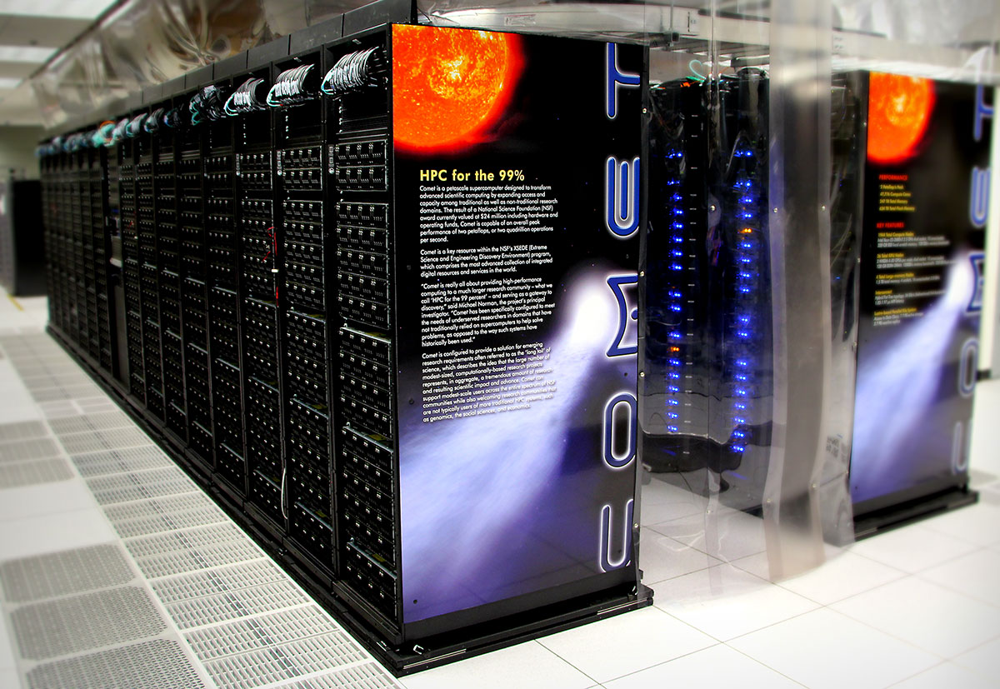 HPC for the 99%
Comet is a petascale supercomputer designed to transform
advanced scientific computing by expanding access and
capacity among traditional as well as non-traditional research
domains. The result of a National Science Foundation (NSF)
award currently valued at $24 million including hardware and
operating funds, Comet is capable of an overall peak
performance of two petaflops, or two quadrillion operations
per second.
Comet is a key resource within the NSF's XSEDE (Extreme
Science and Engineering Discovery Environment) program,
which comprises the most advanced collection of integrated
digital resources and services in the world.
"Comet is really all about providing high-performance
computing to a much larger research community – what we
call 'HPC for the 99 percent' – and serving as a gateway to
discovery," said Michael Norman, the project's principal
investigator. "Comet has been specifically configured to meet
the needs of underserved researchers in domains that have
not traditionally relied on supercomputers to help solve
problems, as opposed to the way such systems have
historically been used."
Comet is configured to provide a solution for emerging
research requirements often referred to as the "long tail" of
science, which describes the idea that the large number of
modest-sized, computationally-based research projects
represents, in aggregate, a tremendous amount of research
and resulting scientific impact and advance. Comet can
support modest-scale users across the entire spectrum of NSF
communities while also welcoming research communities that
are not typically users of more traditional HPC systems, such
as genomics, the social sciences, and economics.
COMET
PERFORMANCE
KEY FEATURES
COMET